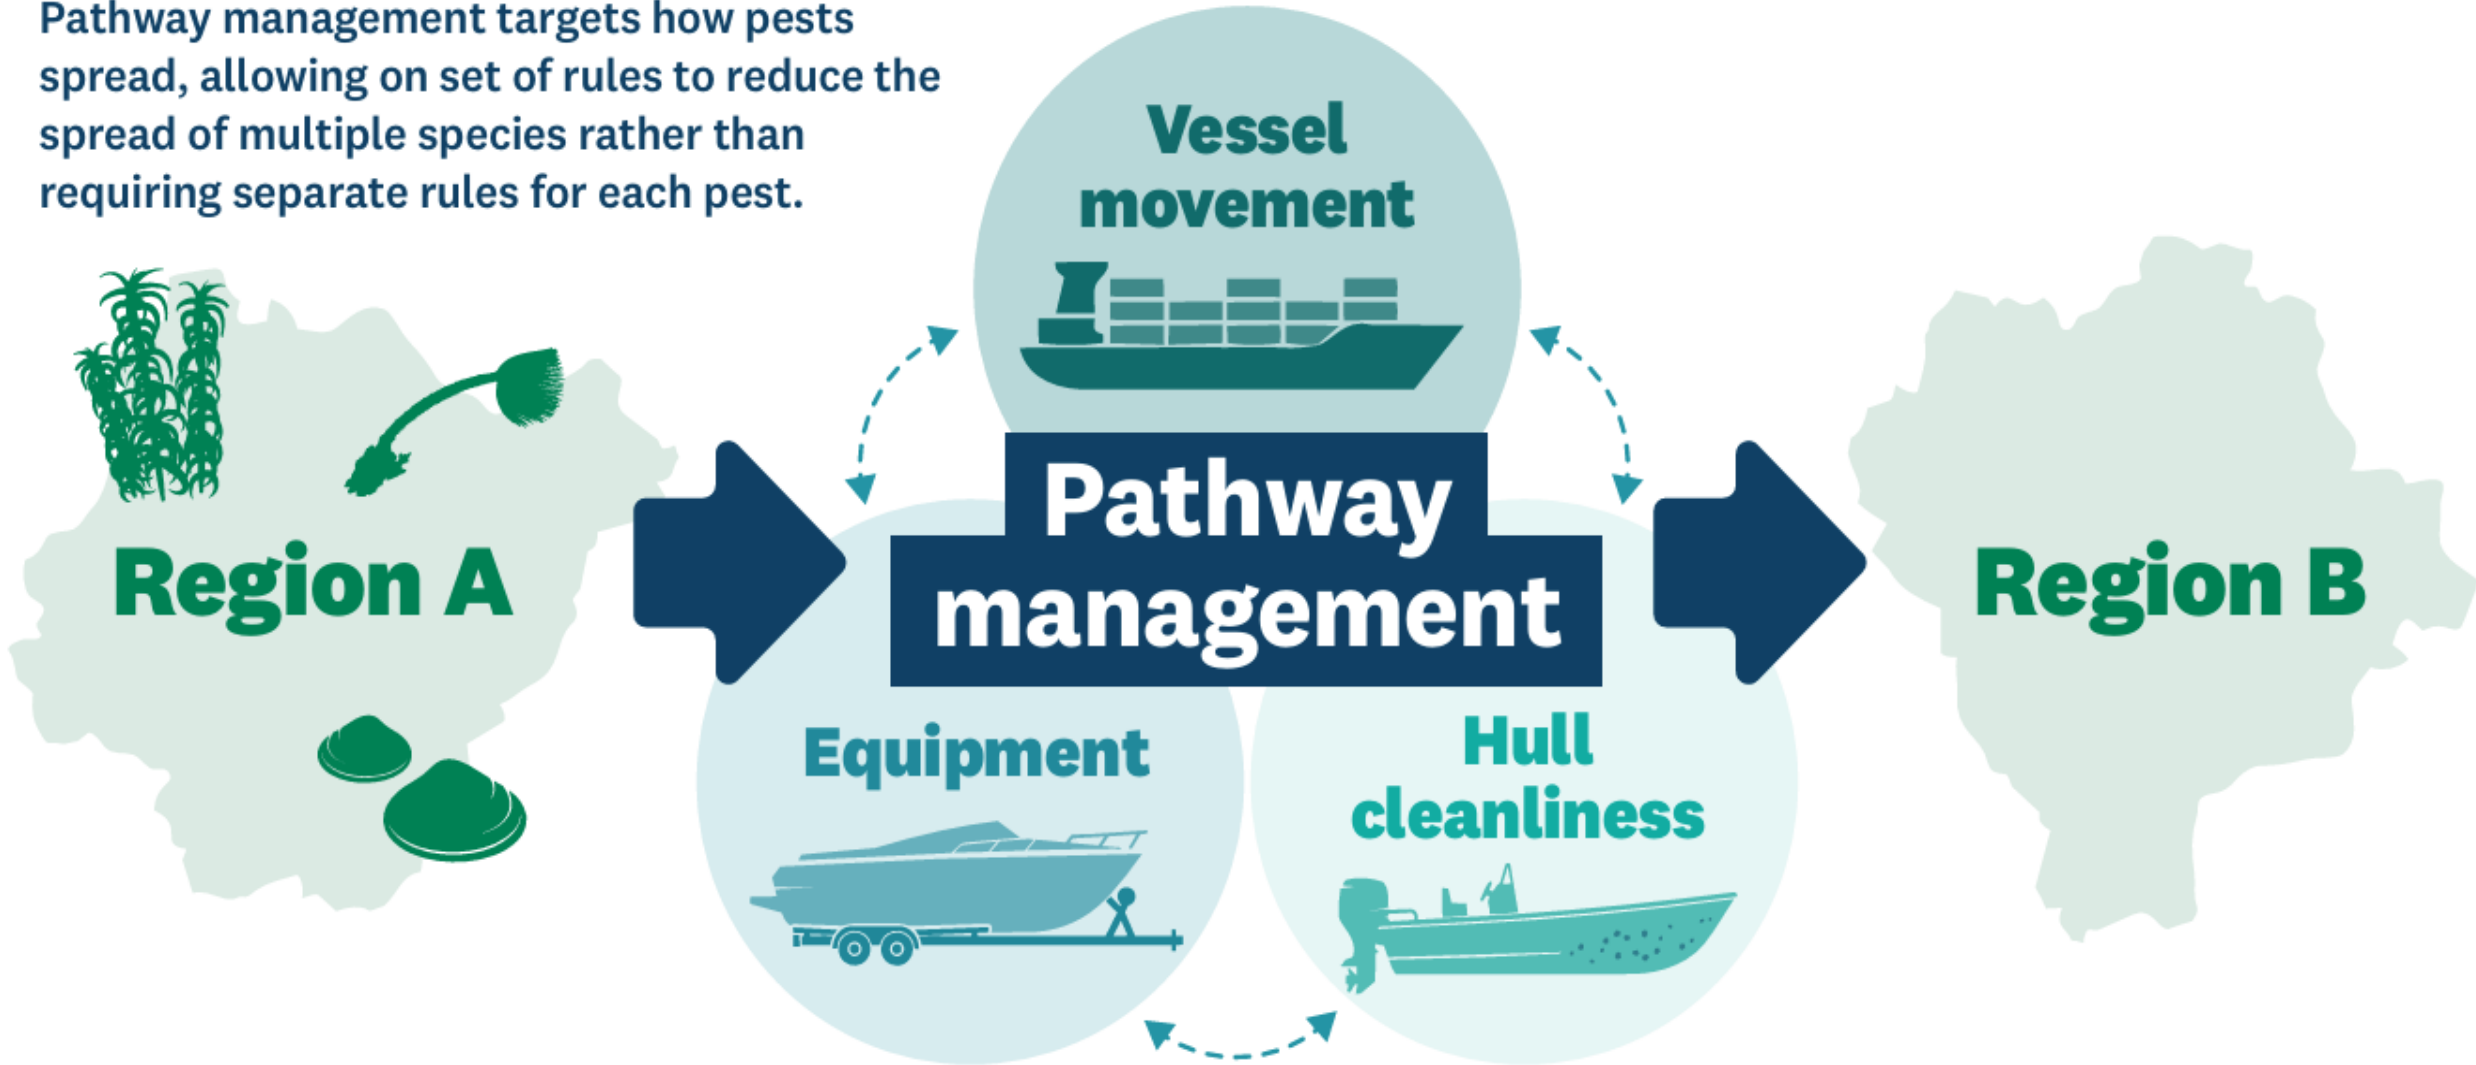 Pathway management targets how pests
spread, allowing on set of rules to reduce the
spread of multiple species rather than
requiring separate rules for each pest.
Vessel
movement
Region A
Pathway
management
Region B
Equipment
Hull
cleanliness